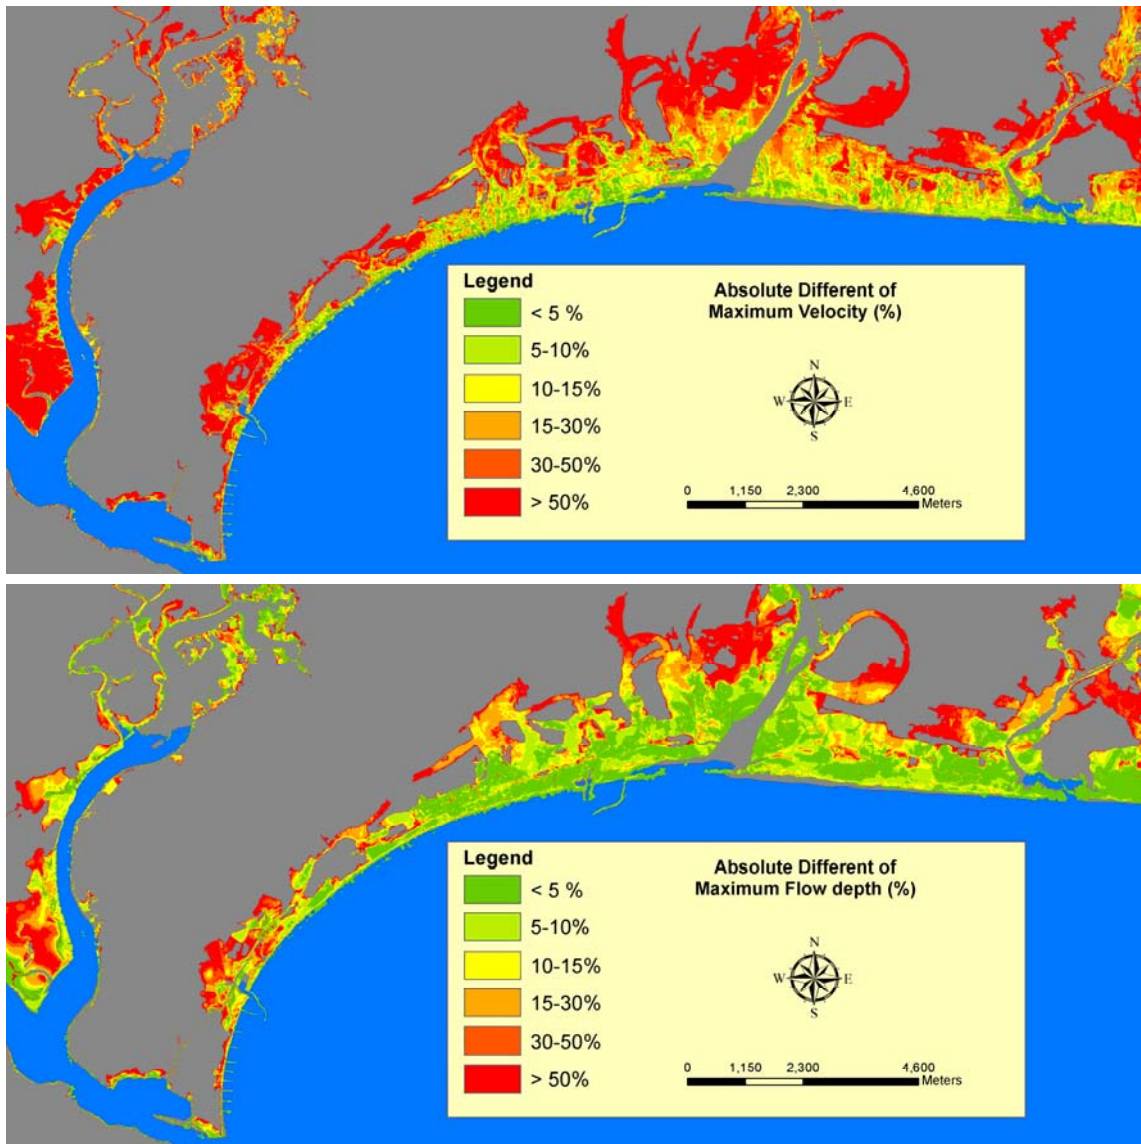 Legend
< 5 %
5-10%
10-15%
15-30%
30-50%
> 50%
Absolute Different of
Maximum Velocity (%)
N
W E
S
0 1,150 2,300 4,600
Meters
Legend
< 5 %
5-10%
10-15%
15-30%
30-50%
> 50%
Absolute Different of
Maximum Flow depth (%)
N
W E
S
0 1,150 2,300 4,600
Meters